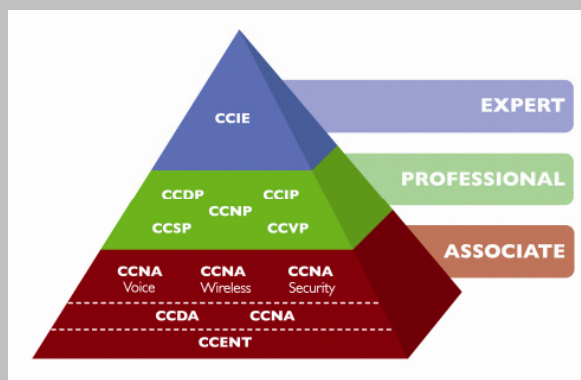 CCIE
EXPERT
CCDP CCIP
CCNP
CCSP CCVP
PROFESSIONAL
CCNA CCNA CCNA
Voice Wireless Security
ASSOCIATE
CCDA CCNA
CCENT